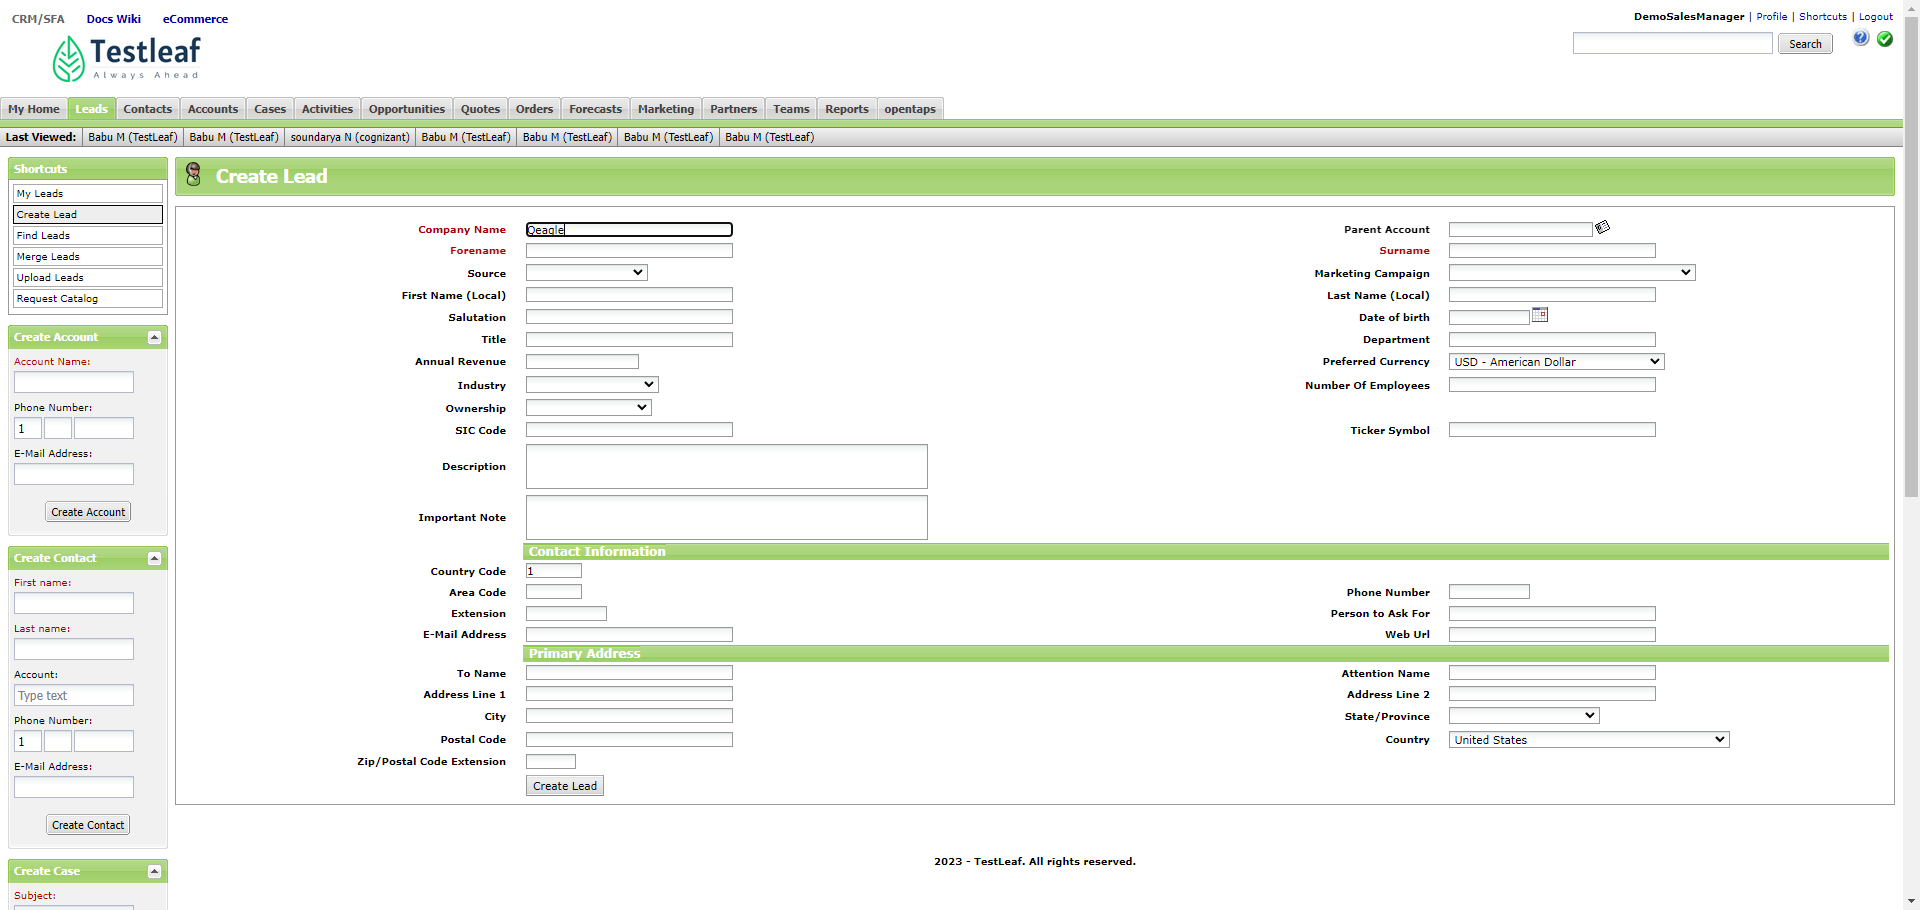 CRM/SFA Docs Wiki eCommerce
DemoSalesManager | Profile | Shortcuts | Logout
Testleaf
Always Ahead
Search
My Home Leads Contacts Accounts Cases Activities Opportunities Quotes Orders Forecasts Marketing Partners Teams Reports opentaps
Last Viewed: Babu M (TestLeaf) Babu M (TestLeaf) soundarya N (cognizant) Babu M (TestLeaf) Babu M (TestLeaf) Babu M (TestLeaf) Babu M (TestLeaf)
Shortcuts
My Leads
Create Lead
Find Leads
Merge Leads
Upload Leads
Request Catalog
Create Account
Account Name:
Phone Number:
1
E-Mail Address:
Create Account
Create Contact
First name:
Last name:
Account:
Type text
Phone Number:
1
E-Mail Address:
Create Contact
Create Case
Subject:
Create Lead
Company Name Qeagle Parent Account
Forename Surname
Source Marketing Campaign
First Name (Local) Last Name (Local)
Salutation Date of birth
Title Department
Annual Revenue Preferred Currency USD - American Dollar
Industry Number Of Employees
Ownership
SIC Code Ticker Symbol
Description
Important Note
Contact Information
Country Code 1
Area Code Phone Number
Extension Person to Ask For
E-Mail Address Web Url
Primary Address
To Name Attention Name
Address Line 1 Address Line 2
City State/Province
Postal Code Country United States
Zip/Postal Code Extension
Create Lead
2023 - TestLeaf. All rights reserved.